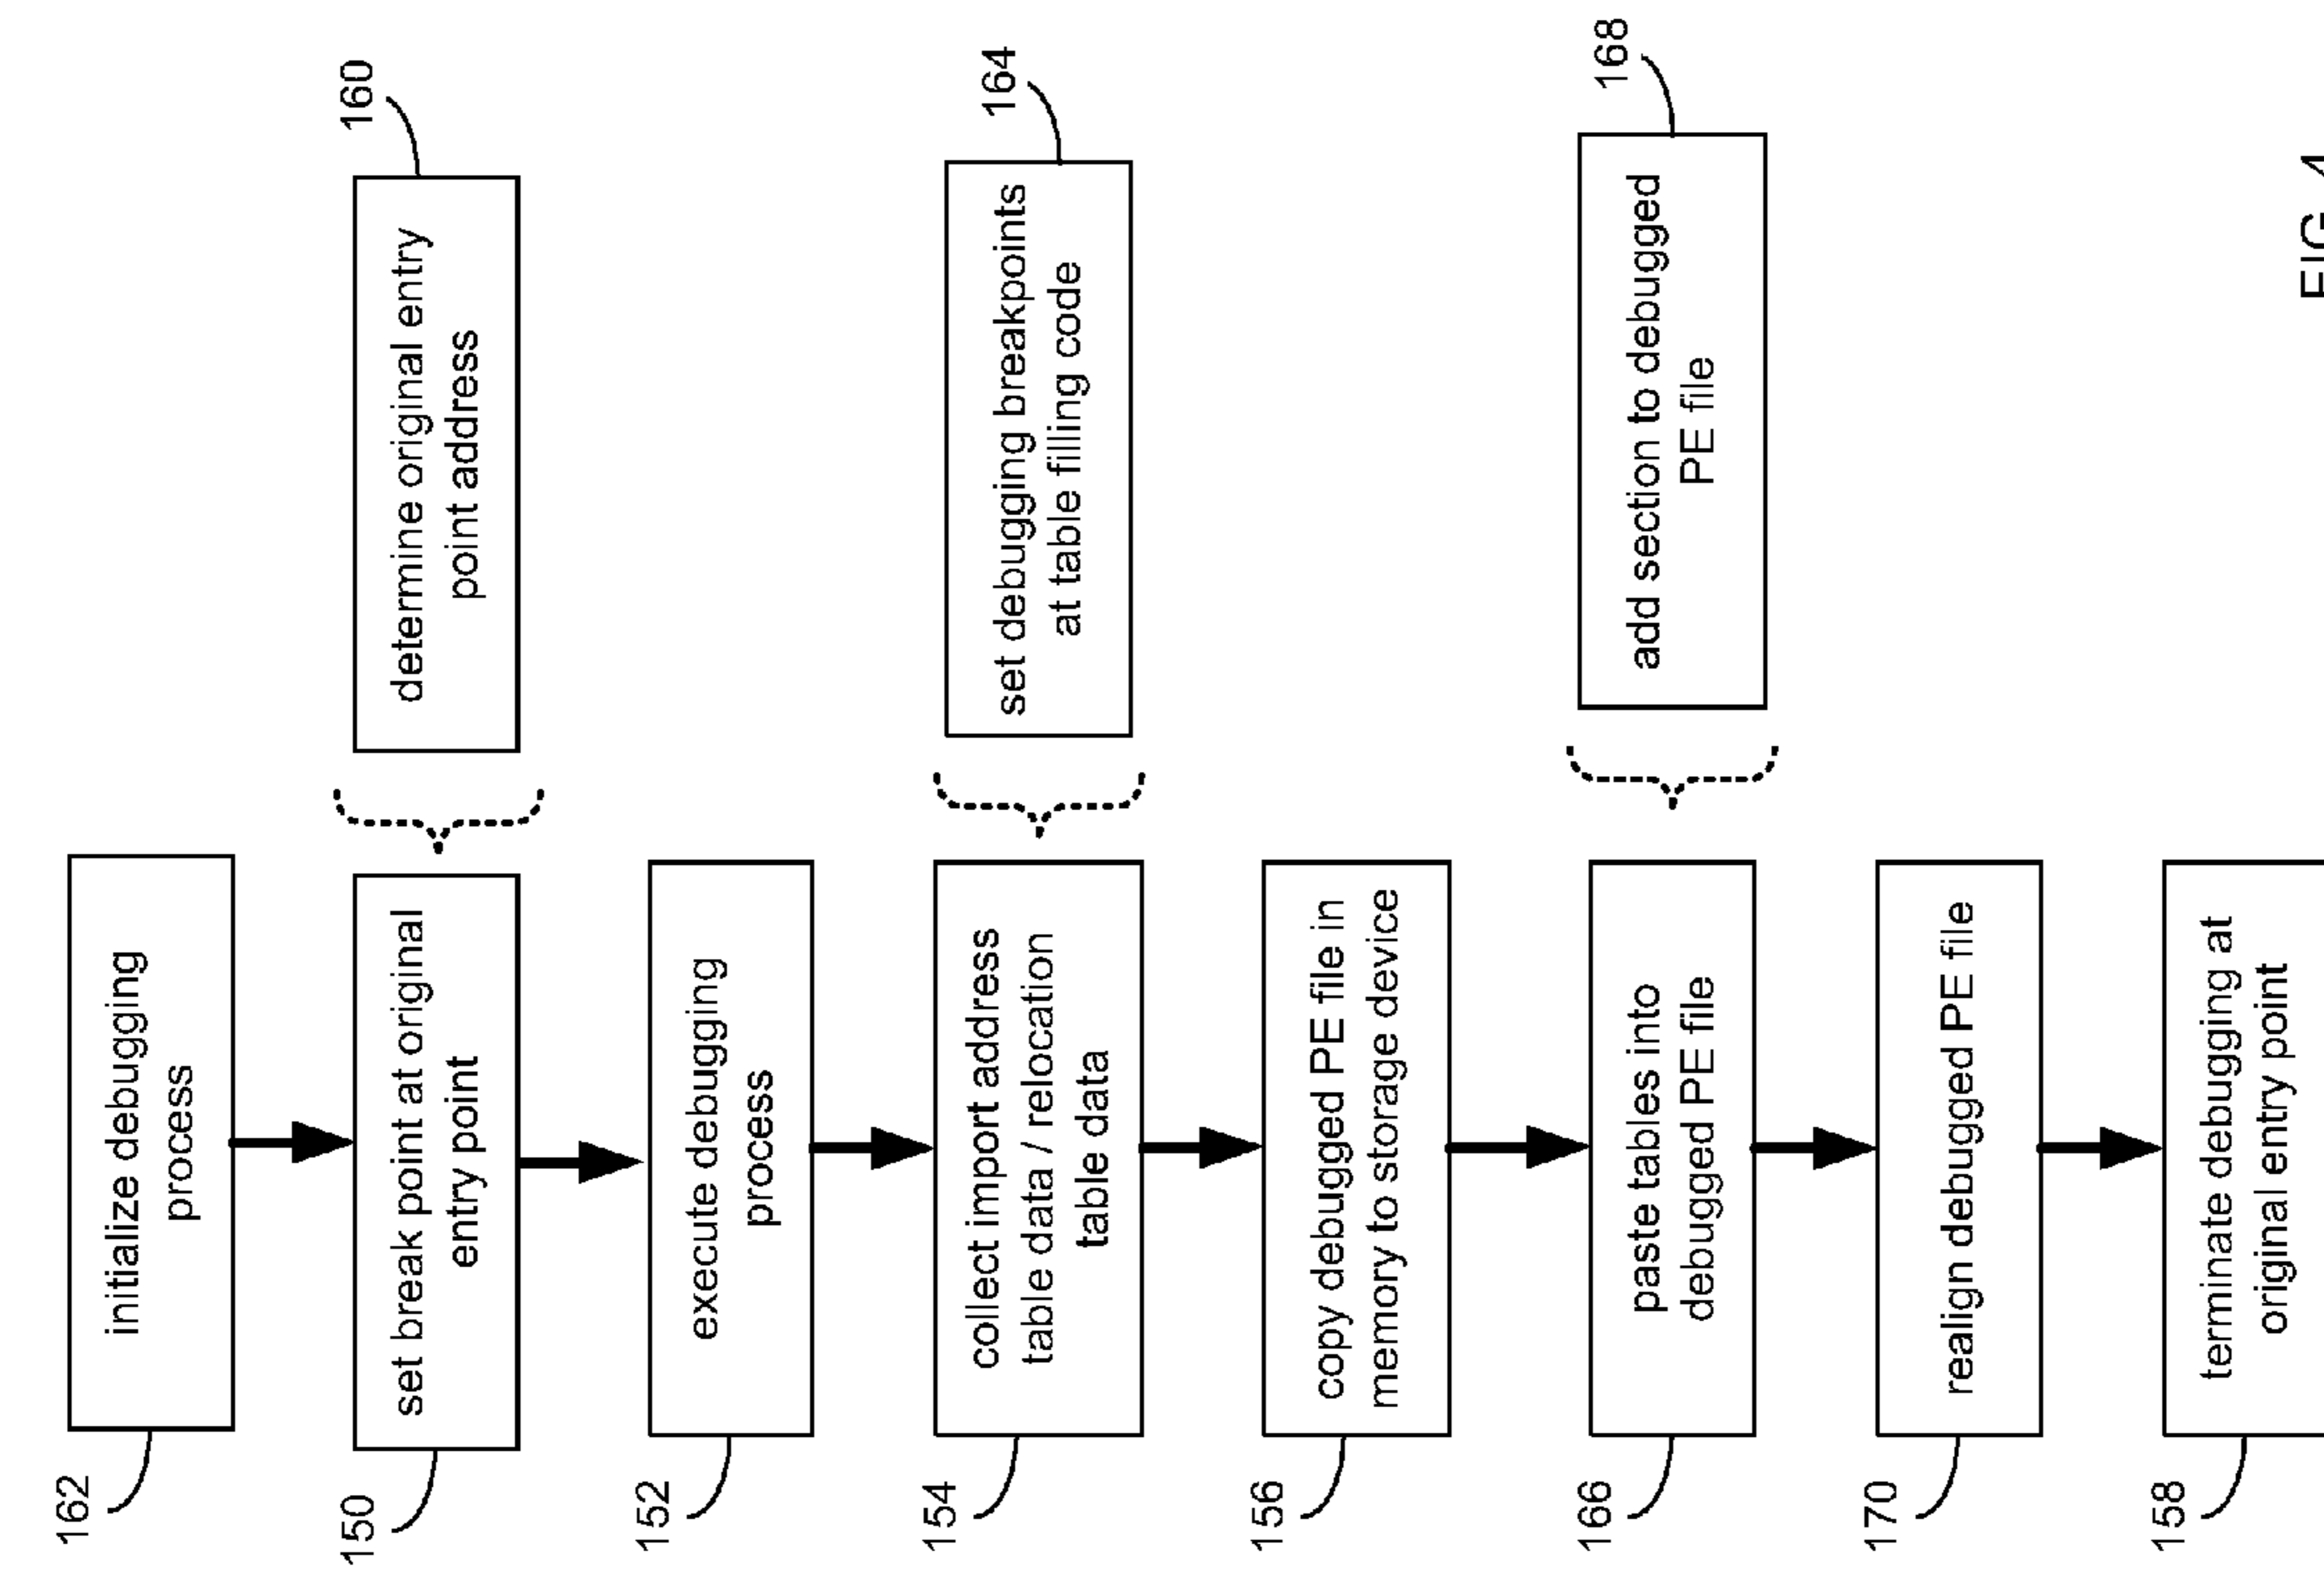 162
initialize debugging
process
150
set break point at original
entry point
160
determine original entry
point address
152
execute debugging
process
154
collect import address
table data / relocation
table data
164
set debugging breakpoints
at table filling code
156
copy debugged PE file in
memory to storage device
166
paste tables into
debugged PE file
168
add section to debugged
PE file
170
realign debugged PE file
158
terminate debugging at
original entry point
FIG 4